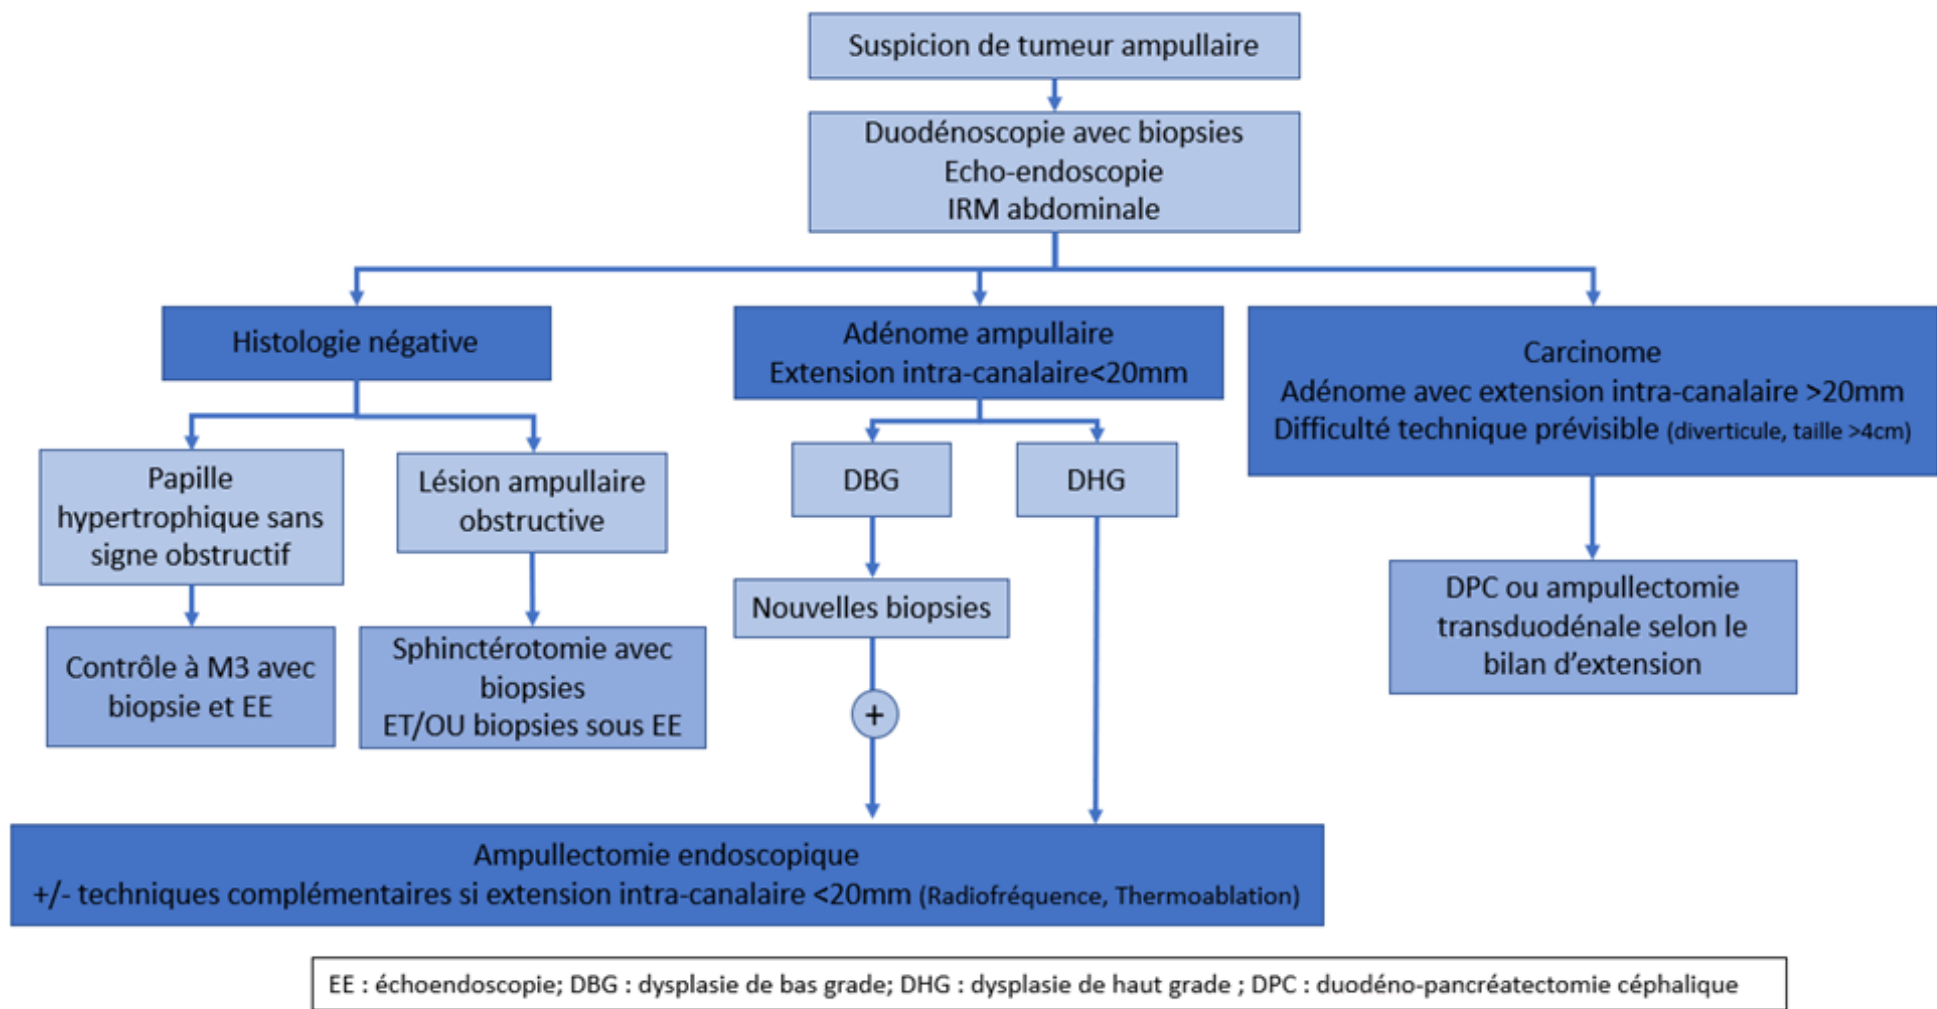 Suspicion de tumeur ampullaire
Duodénoscopie avec biopsies
Echo-endoscopie
IRM abdominale
Histologie négative
Adénome ampullaire
Extension intra-canalaire<20mm
Carcinome
Adénome avec extension intra-canalaire >20mm
Difficulté technique prévisible (diverticule, taille >4cm)
Papille
hypertrophique sans
signe obstructif
Lésion ampullaire
obstructive
DBG
DHG
Nouvelles biopsies
DPC ou ampullectomie
transduodénale selon le
bilan d'extension
Contrôle à M3 avec
biopsie et EE
Sphinctérotomie avec
biopsies
ET/OU biopsies sous EE
+
Ampullectomie endoscopique
+/- techniques complémentaires si extension intra-canalaire <20mm (Radiofréquence, Thermoablation)
EE : échoendoscopie; DBG : dysplasie de bas grade; DHG : dysplasie de haut grade ; DPC : duodéno-pancréatectomie céphalique